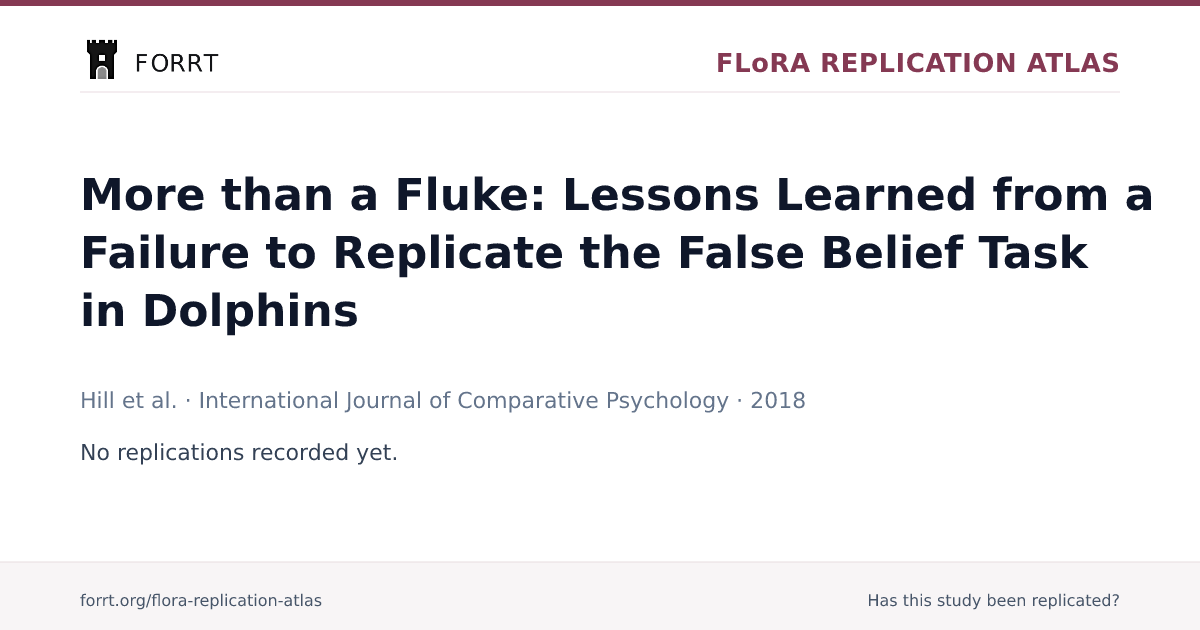 FORRT
FLoRA REPLICATION ATLAS
More than a Fluke: Lessons Learned from a
Failure to Replicate the False Belief Task
in Dolphins
Hill et al. · International Journal of Comparative Psychology · 2018
No replications recorded yet.
forrt.org/flora-replication-atlas
Has this study been replicated?